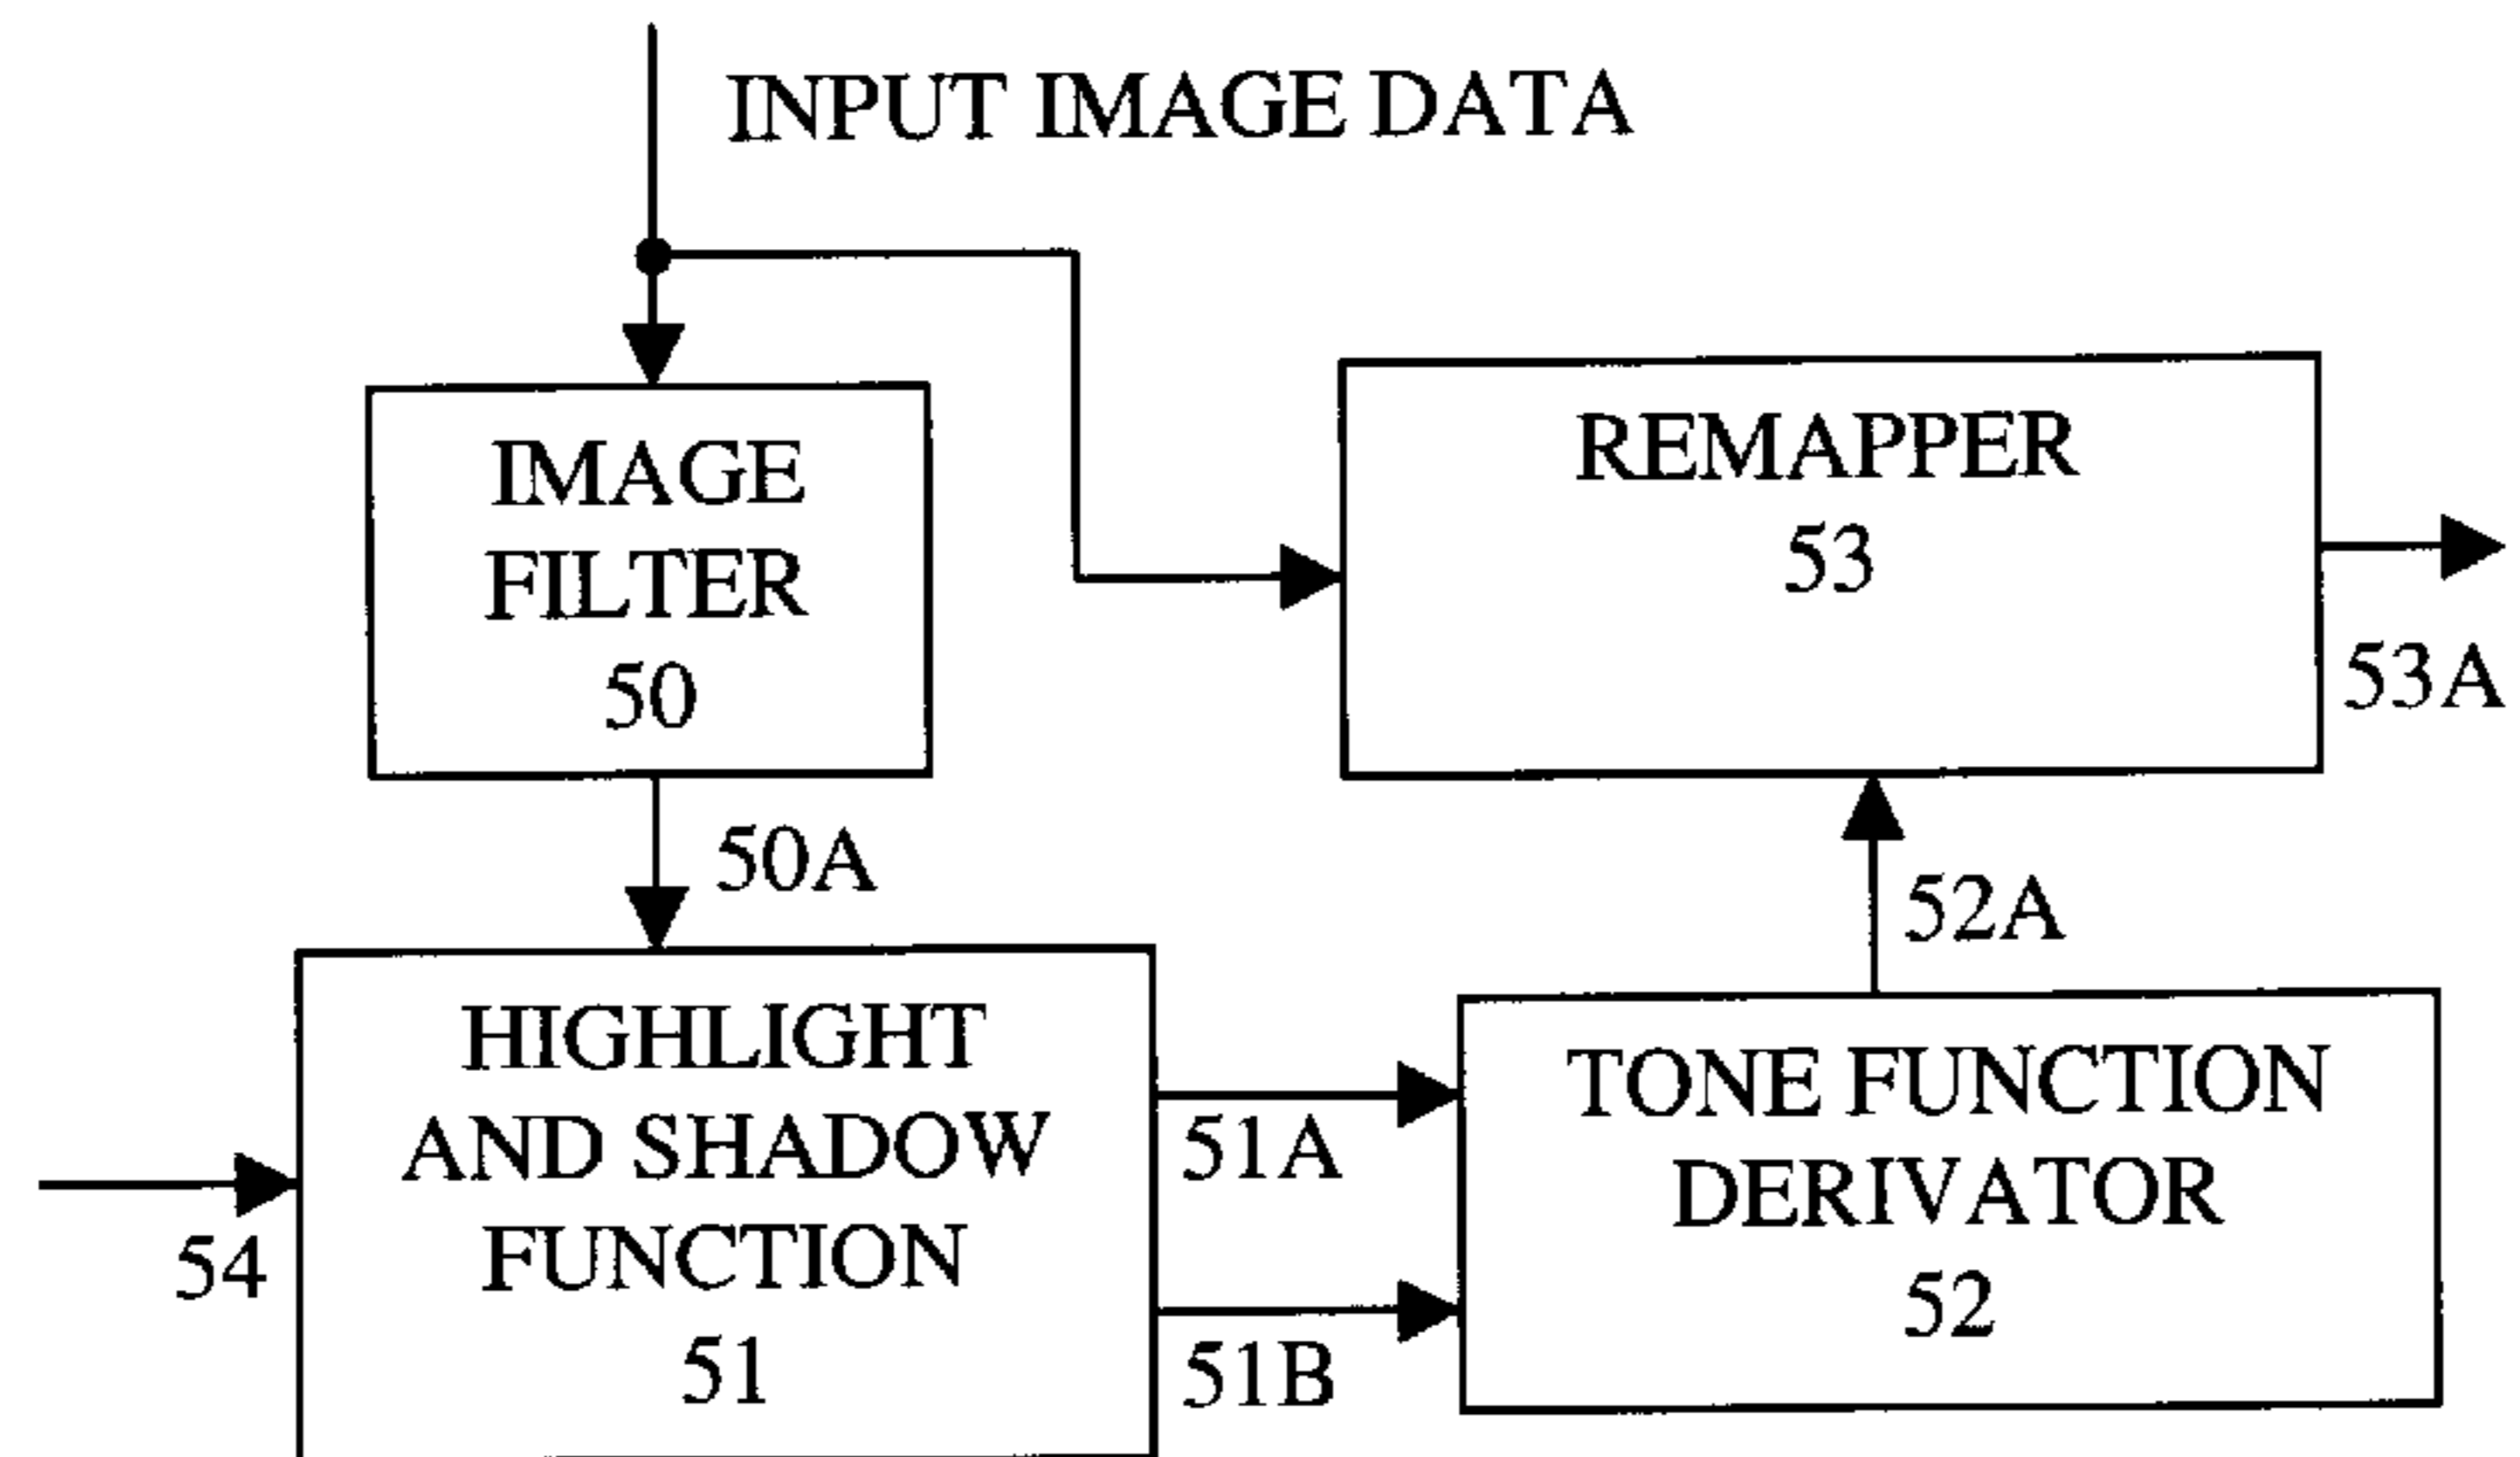 INPUT IMAGE DATA
IMAGE
FILTER
50
REMAPPER
53
53A
50A
52A
HIGHLIGHT
AND SHADOW
FUNCTION
51
54
51A
51B
TONE FUNCTION
DERIVATOR
52